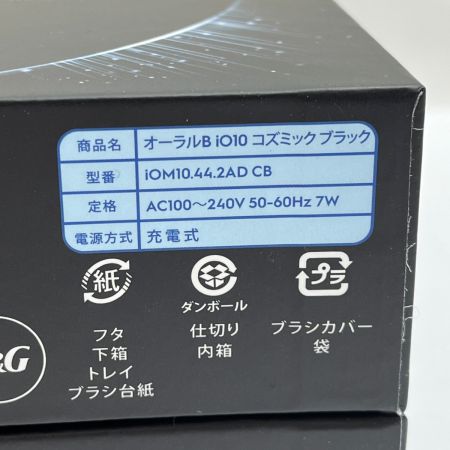 商品名 オーラルB iO10 コズミック ブラック
型番 iOM10.44.2AD CB
定格 AC100～240V 50-60Hz 7W
電源方式 充電式
紙 プラ
ダンボール
フタ 仕切り ブラシカバー
下箱 内箱 袋
トレイ
ブラシ台紙
&G